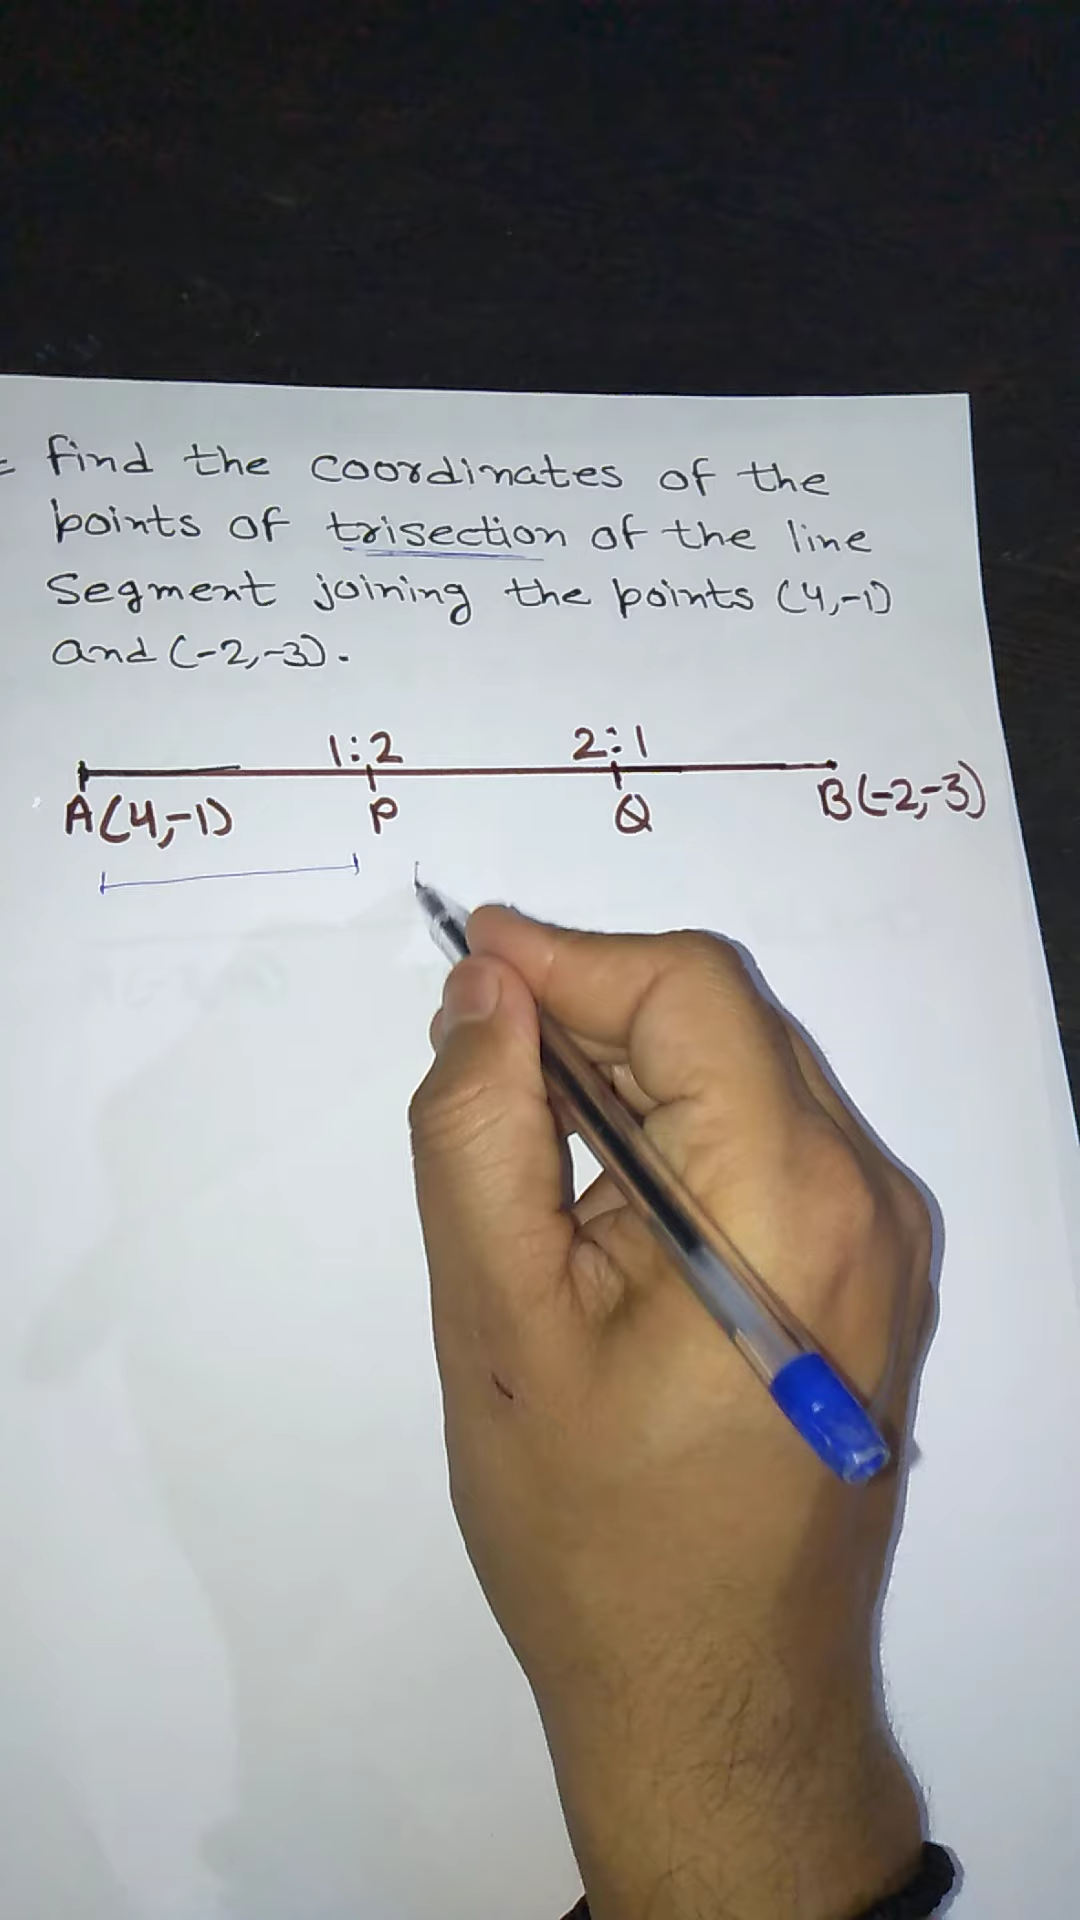 find the coordinates of the
points of trisection of the line
Segment joining the points (4,-1)
and (-2,-3).
1:2 2:1
A(4,-1) P Q B(-2,-3)